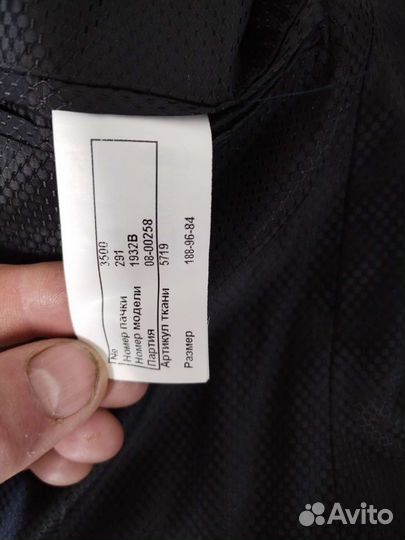 № 3500
Номер пачки 291
Номер модели 1932В
Партия 08-00258
Артикул ткани 5719
Размер 188-96-84
Avito